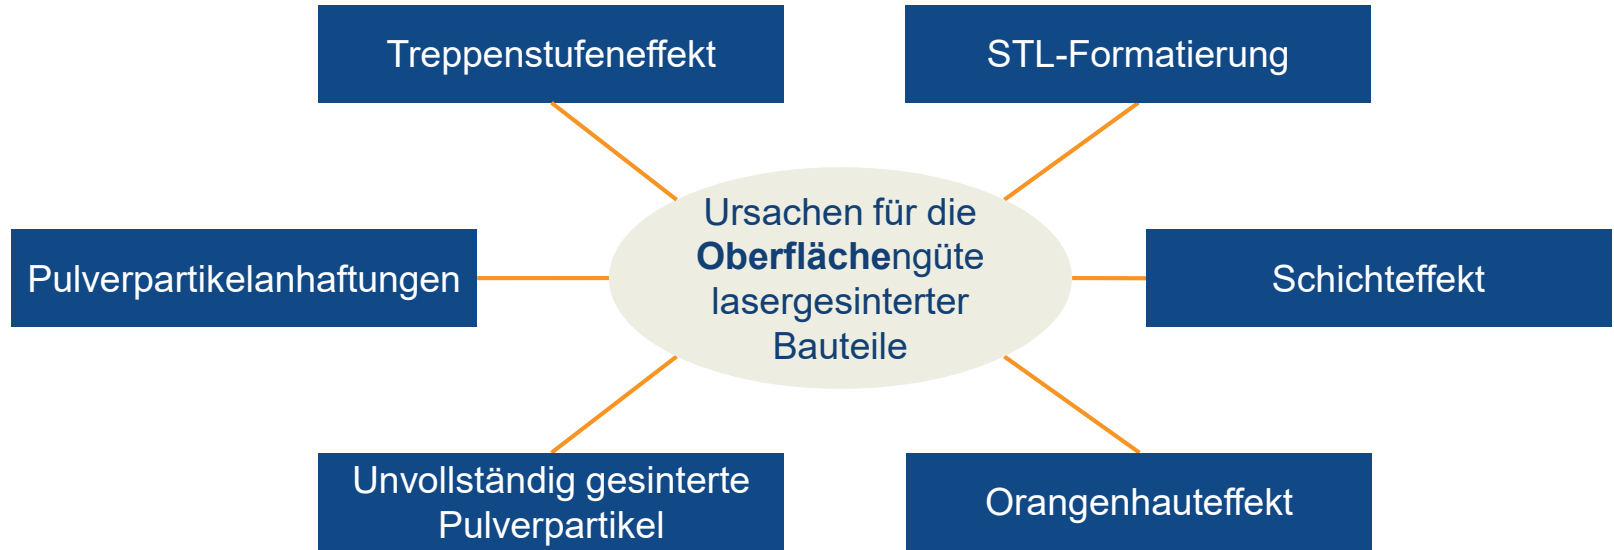 Treppenstufeneffekt
STL-Formatierung
Ursachen für die
Oberflächengüte
lasergesinterter
Bauteile
Pulverpartikelanhaftungen
Schichteffekt
Unvollständig gesinterte
Pulverpartikel
Orangenhauteffekt